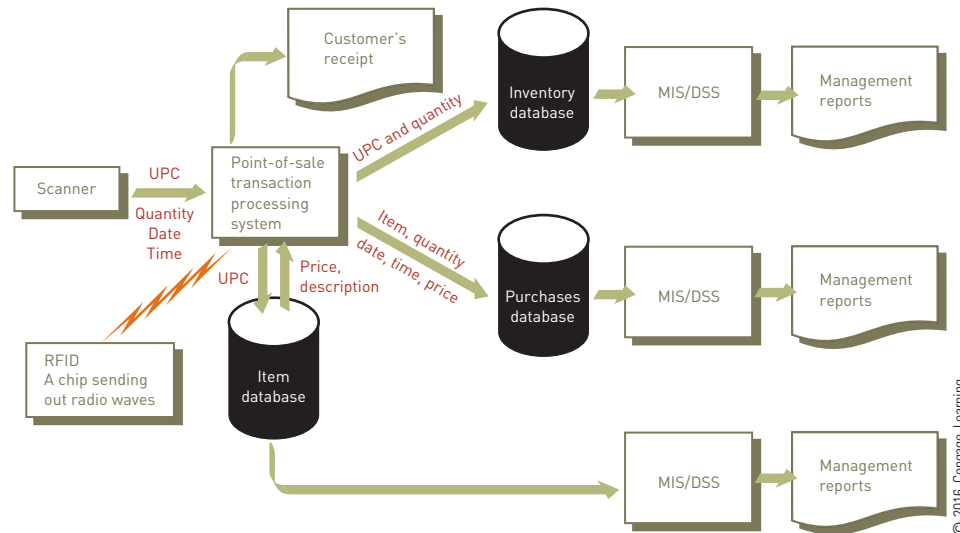 Customer's
receipt
Inventory
database
MIS/DSS
Management
reports
UPC and quantity
Scanner
UPC
Quantity
Date
Time
Point-of-sale
transaction
processing
system
Item, quantity
date, time, price
UPC
Price,
description
Purchases
database
MIS/DSS
Management
reports
RFID
A chip sending
out radio waves
Item
database
MIS/DSS
Management
reports
© 2016 Cengage Learning